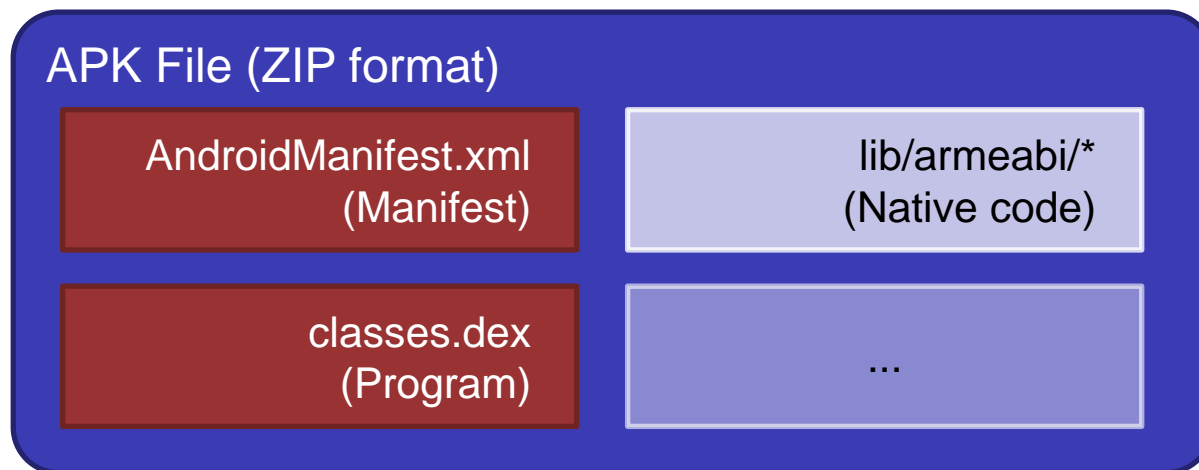 APK File (ZIP format)
AndroidManifest.xml
(Manifest)
lib/armeabi/*
(Native code)
classes.dex
(Program)
...